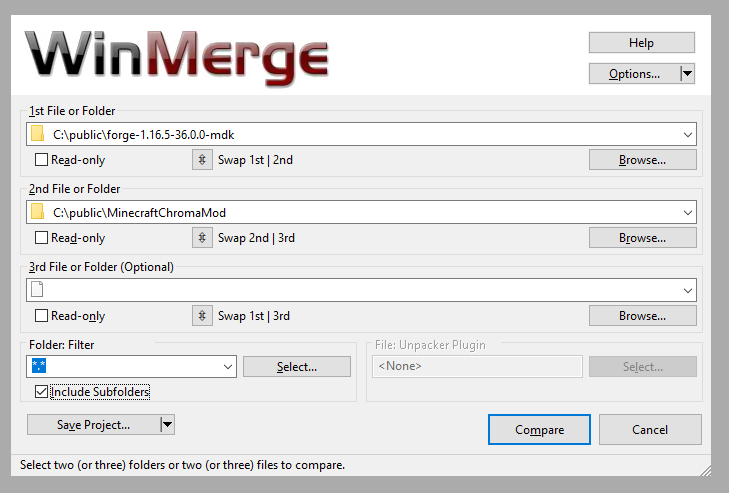 WinMerge
Help
Options...
1st File or Folder
C:\public\forge-1.16.5-36.0.0-mdk
Read-only
Swap 1st | 2nd
Browse...
2nd File or Folder
C:\public\MinecraftChromaMod
Read-only
Swap 2nd | 3rd
Browse...
3rd File or Folder (Optional)
Read-only
Swap 1st | 3rd
Browse...
Folder: Filter
*.*
Select...
Include Subfolders
File: Unpacker Plugin
<None>
Select...
Save Project...
Compare
Cancel
Select two (or three) folders or two (or three) files to compare.